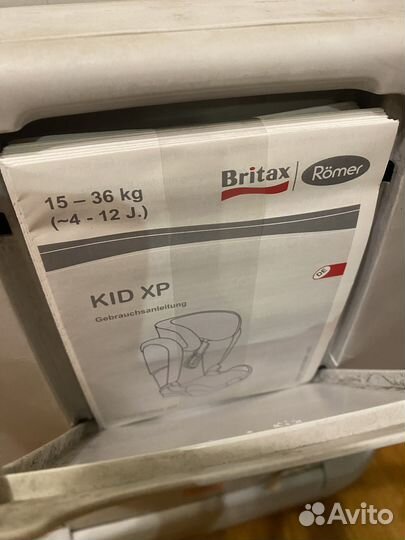 15 – 36 kg
(~4 - 12 J.)
Britax Römer
KID XP
Gebrauchsanleitung
DE
Avito